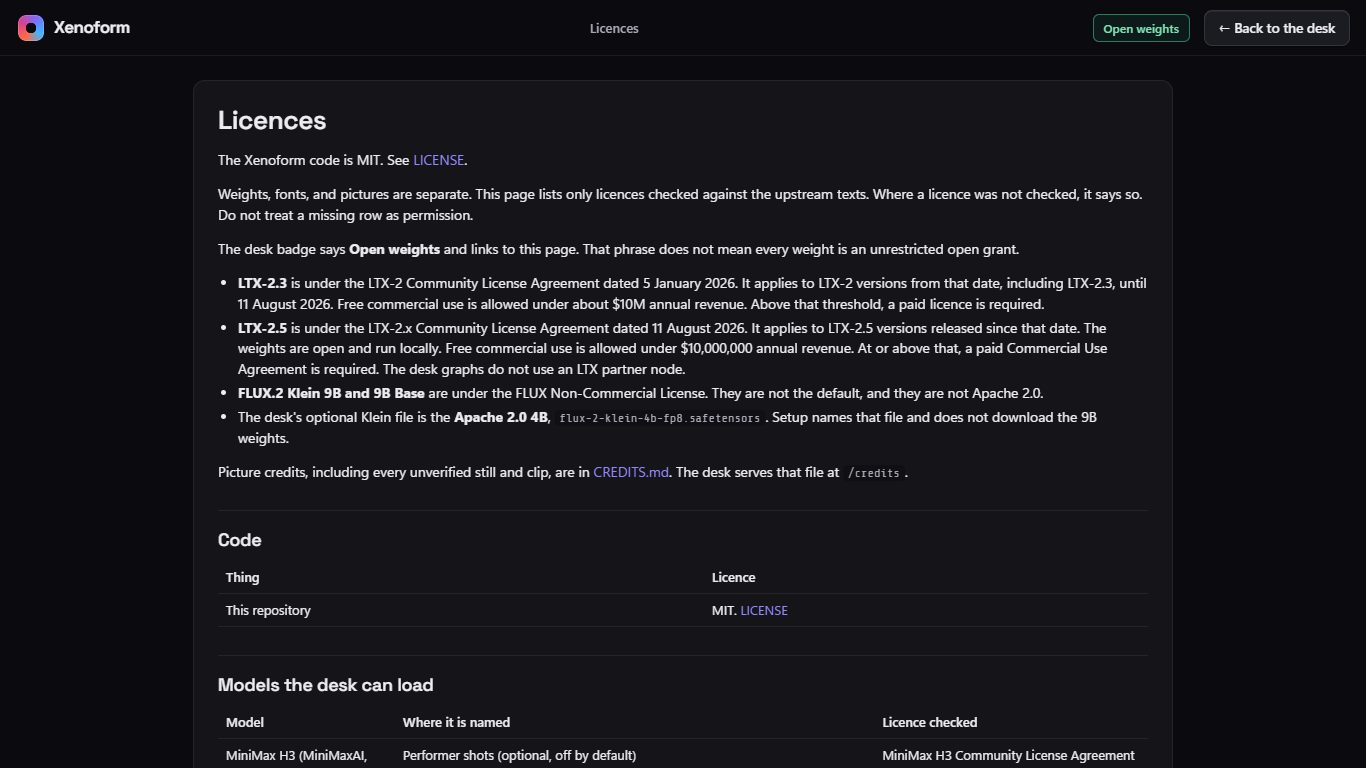 Xenoform
Licences
Open weights
← Back to the desk
Licences
The Xenoform code is MIT. See LICENSE.
Weights, fonts, and pictures are separate. This page lists only licences checked against the upstream texts. Where a licence was not checked, it says so.
Do not treat a missing row as permission.
The desk badge says Open weights and links to this page. That phrase does not mean every weight is an unrestricted open grant.
• LTX-2.3 is under the LTX-2 Community License Agreement dated 5 January 2026. It applies to LTX-2 versions from that date, including LTX-2.3, until
11 August 2026. Free commercial use is allowed under about $10M annual revenue. Above that threshold, a paid licence is required.
• LTX-2.5 is under the LTX-2.x Community License Agreement dated 11 August 2026. It applies to LTX-2.5 versions released since that date. The
weights are open and run locally. Free commercial use is allowed under $10,000,000 annual revenue. At or above that, a paid Commercial Use
Agreement is required. The desk graphs do not use an LTX partner node.
• FLUX.2 Klein 9B and 9B Base are under the FLUX Non-Commercial License. They are not the default, and they are not Apache 2.0.
• The desk's optional Klein file is the Apache 2.0 4B, flux-2-klein-4b-fp8.safetensors. Setup names that file and does not download the 9B
weights.
Picture credits, including every unverified still and clip, are in CREDITS.md. The desk serves that file at /credits.
Code
Thing Licence
This repository MIT. LICENSE
Models the desk can load
Model Where it is named Licence checked
MiniMax H3 (MiniMaxAI, Performer shots (optional, off by default) MiniMax H3 Community License Agreement